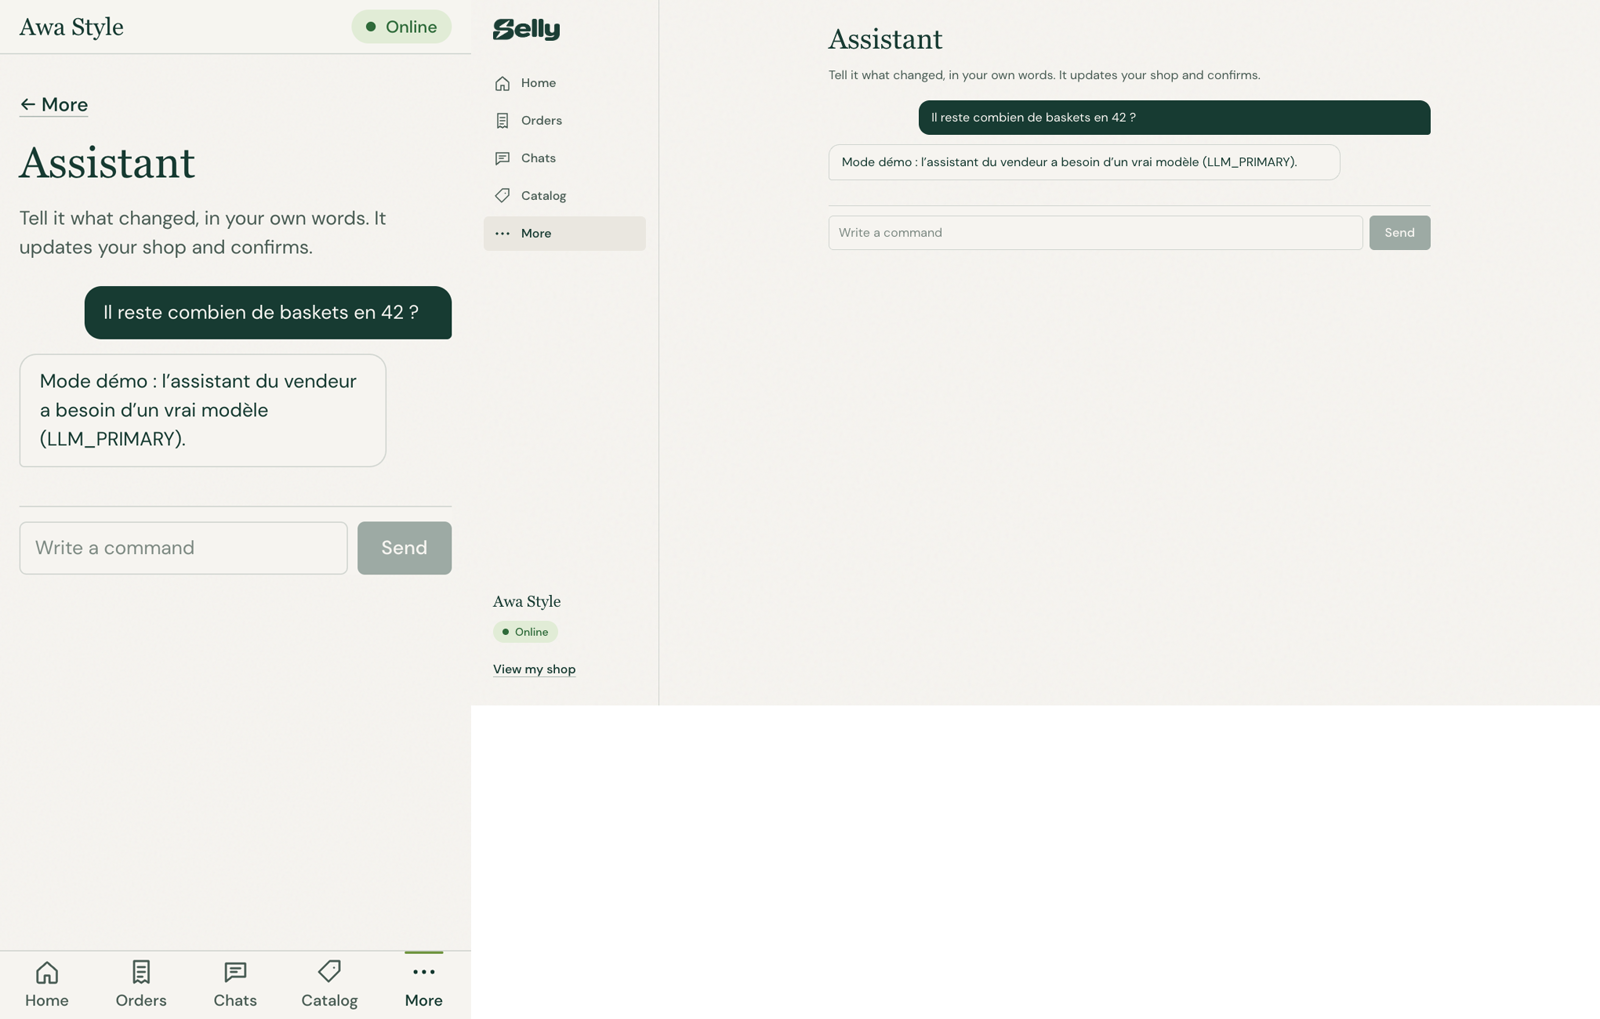 Awa Style
Online
← More
Assistant
Tell it what changed, in your own words. It
updates your shop and confirms.
Il reste combien de baskets en 42 ?
Mode démo : l’assistant du vendeur
a besoin d’un vrai modèle
(LLM_PRIMARY).
Write a command
Send
Home
Orders
Chats
Catalog
More
Selly
Home
Orders
Chats
Catalog
More
Awa Style
Online
View my shop
Assistant
Tell it what changed, in your own words. It updates your shop and confirms.
Il reste combien de baskets en 42 ?
Mode démo : l’assistant du vendeur a besoin d’un vrai modèle (LLM_PRIMARY).
Write a command
Send